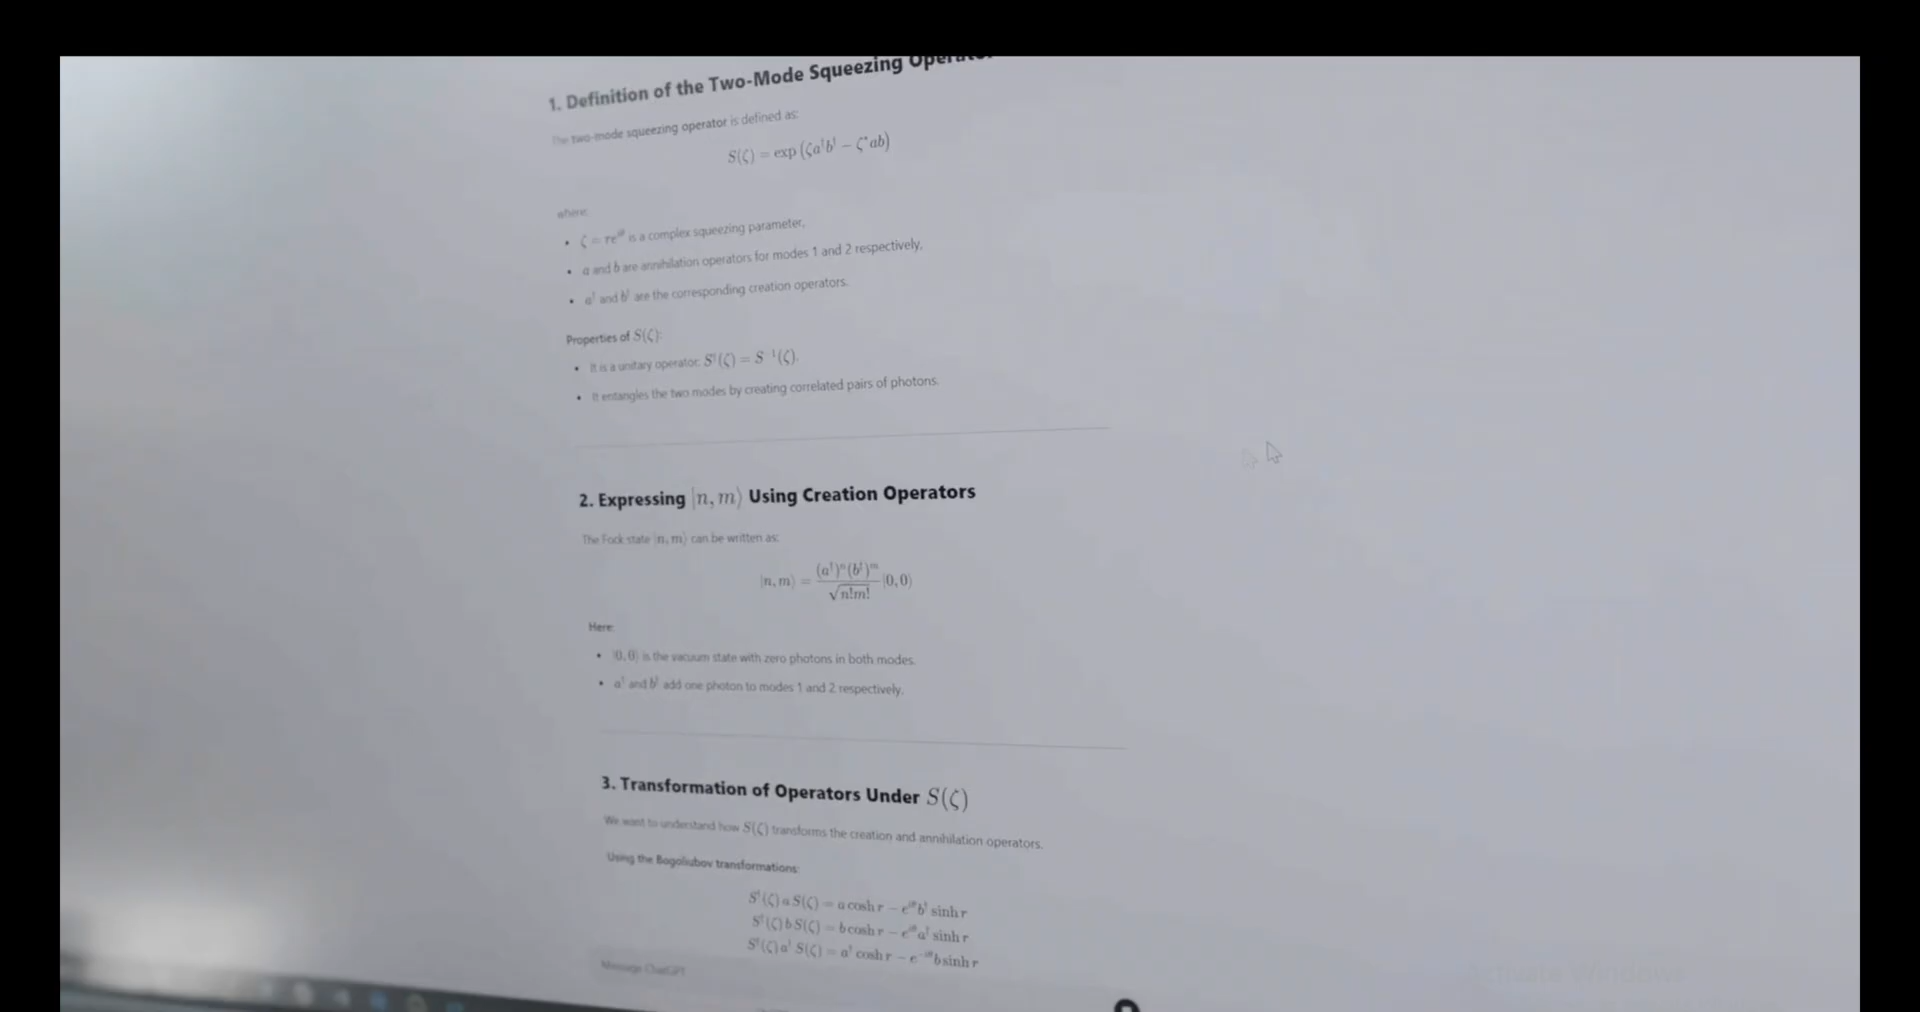 1. Definition of the Two-Mode Squeezing Operator
The two-mode squeezing operator is defined as:
S(ζ) = exp (ζa†b† − ζ*ab)
where:
• ζ = re^{iθ} is a complex squeezing parameter,
• a and b are annihilation operators for modes 1 and 2 respectively,
• a† and b† are the corresponding creation operators.
Properties of S(ζ):
• It is a unitary operator: S†(ζ) = S⁻¹(ζ).
• It entangles the two modes by creating correlated pairs of photons.
2. Expressing |n, m⟩ Using Creation Operators
The Fock state |n, m⟩ can be written as:
|n, m⟩ = (a†)ⁿ(b†)ᵐ / √n!m! |0, 0⟩
Here:
• |0, 0⟩ is the vacuum state with zero photons in both modes.
• a† and b† add one photon to modes 1 and 2 respectively.
3. Transformation of Operators Under S(ζ)
We want to understand how S(ζ) transforms the creation and annihilation operators.
Using the Bogoliubov transformations:
S†(ζ) a S(ζ) = a cosh r − e^{iθ}b† sinh r
S†(ζ) b S(ζ) = b cosh r − e^{iθ}a† sinh r
S†(ζ) a† S(ζ) = a† cosh r − e^{−iθ}b sinh r
Message ChatGPT
Activate Windows